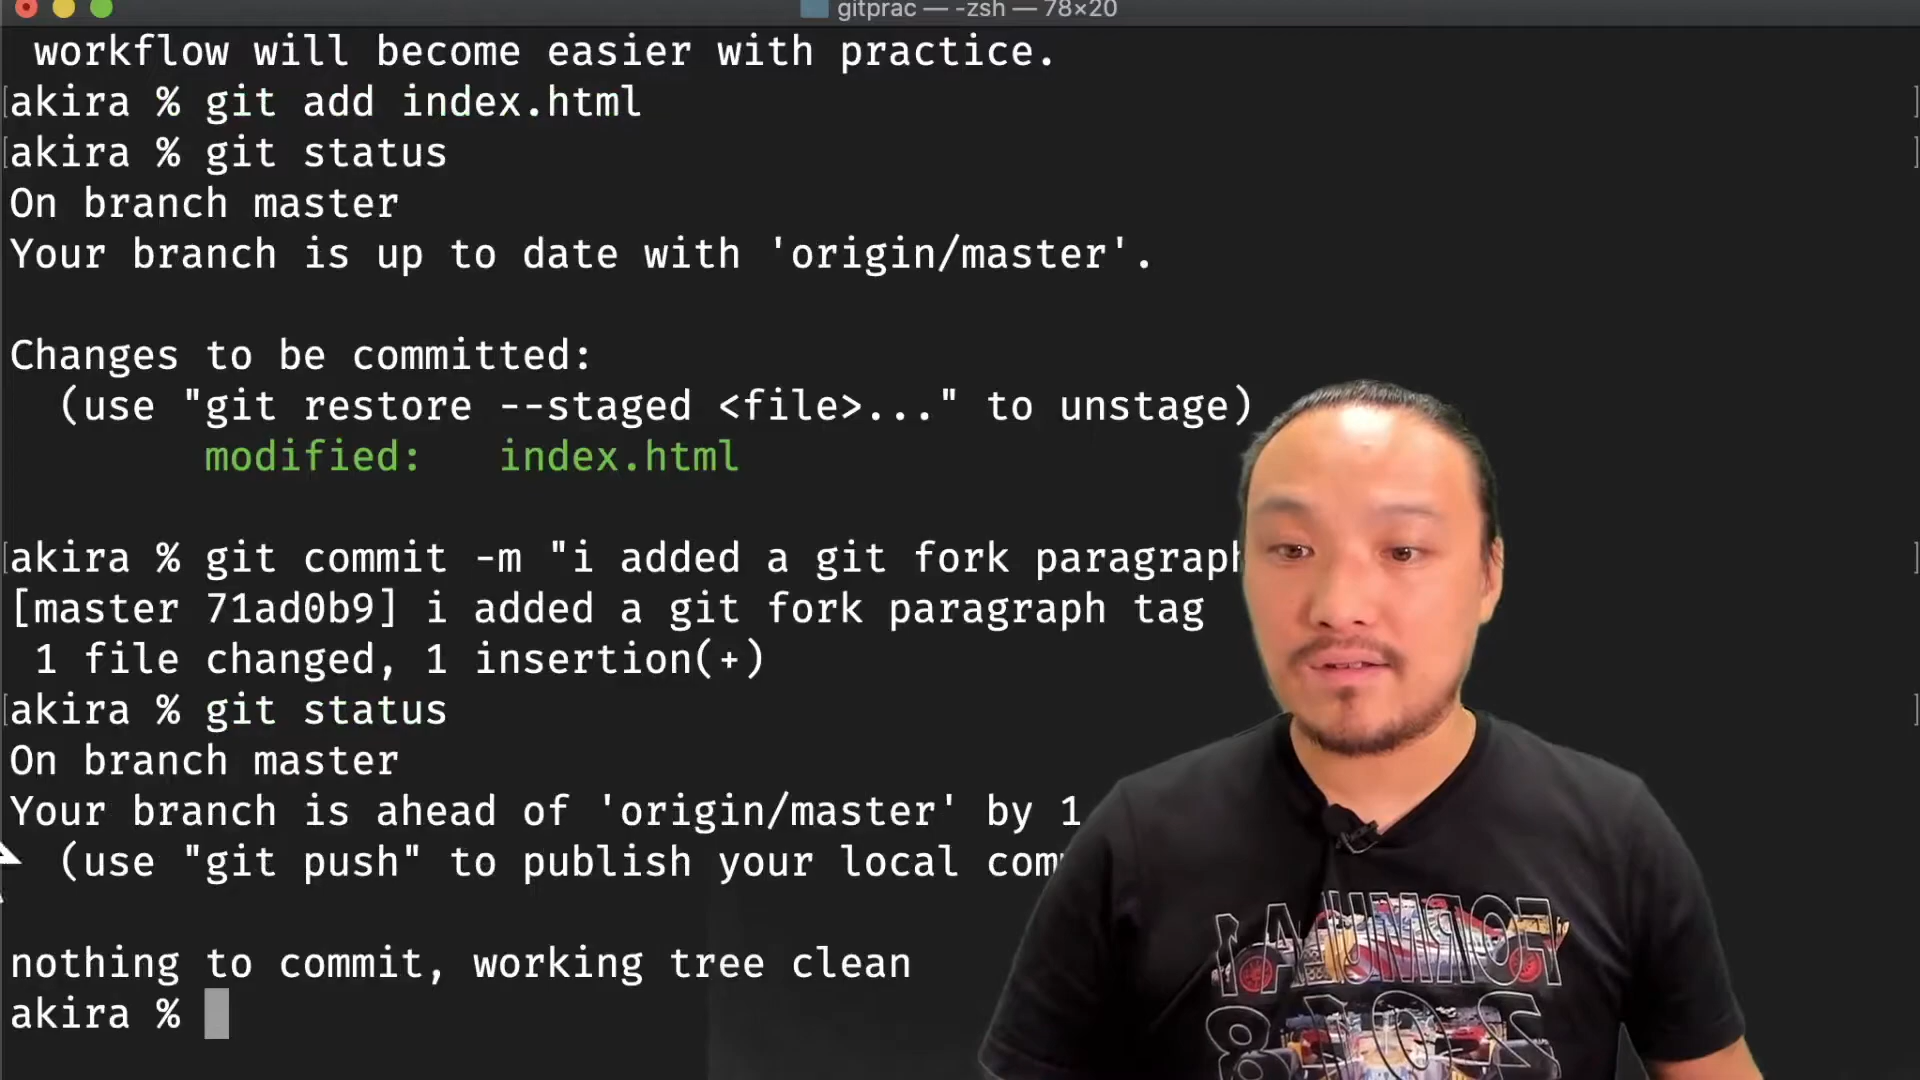 gitprac — -zsh — 78×20
workflow will become easier with practice.
akira % git add index.html
akira % git status
On branch master
Your branch is up to date with 'origin/master'.
Changes to be committed:
(use "git restore --staged <file>..." to unstage)
modified: index.html
akira % git commit -m "i added a git fork paragraph
[master 71ad0b9] i added a git fork paragraph tag
1 file changed, 1 insertion(+)
akira % git status
On branch master
Your branch is ahead of 'origin/master' by 1
(use "git push" to publish your local com
nothing to commit, working tree clean
akira %
FORMULA 1
2018